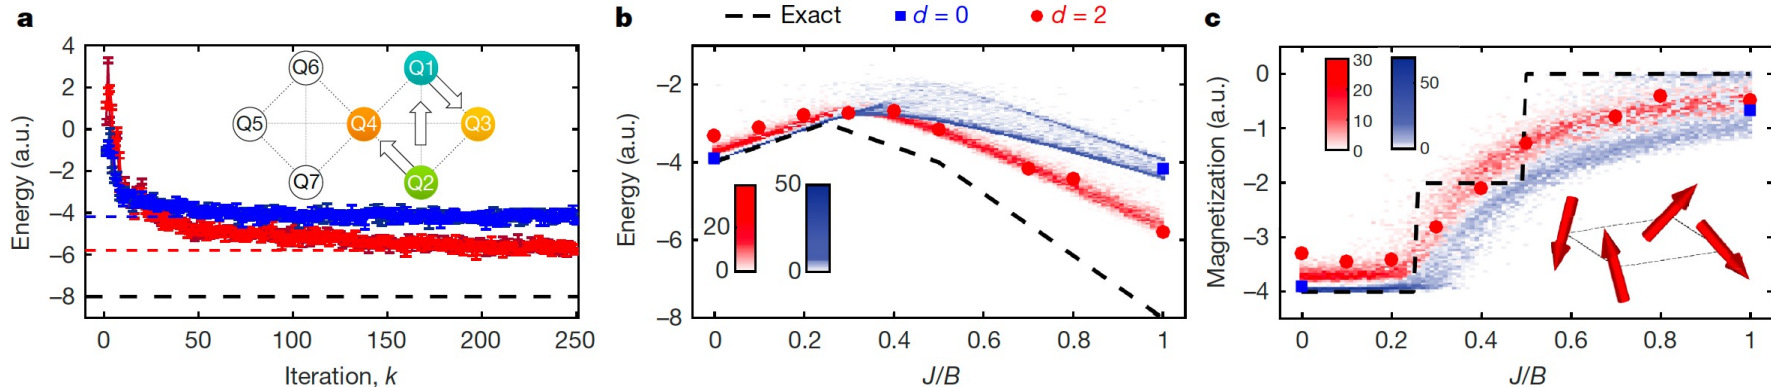 a
4
2
0
−2
−4
−6
−8
Energy (a.u.)
Q6
Q1
Q5
Q4
Q3
Q7
Q2
0
50
100
150
200
250
Iteration, k
b
Exact
d = 0
d = 2
−2
−4
−6
−8
Energy (a.u.)
20
0
50
0
0
0.2
0.4
0.6
0.8
1
J/B
c
0
−1
−2
−3
−4
Magnetization (a.u.)
30
20
10
0
50
0
0
0.2
0.4
0.6
0.8
1
J/B